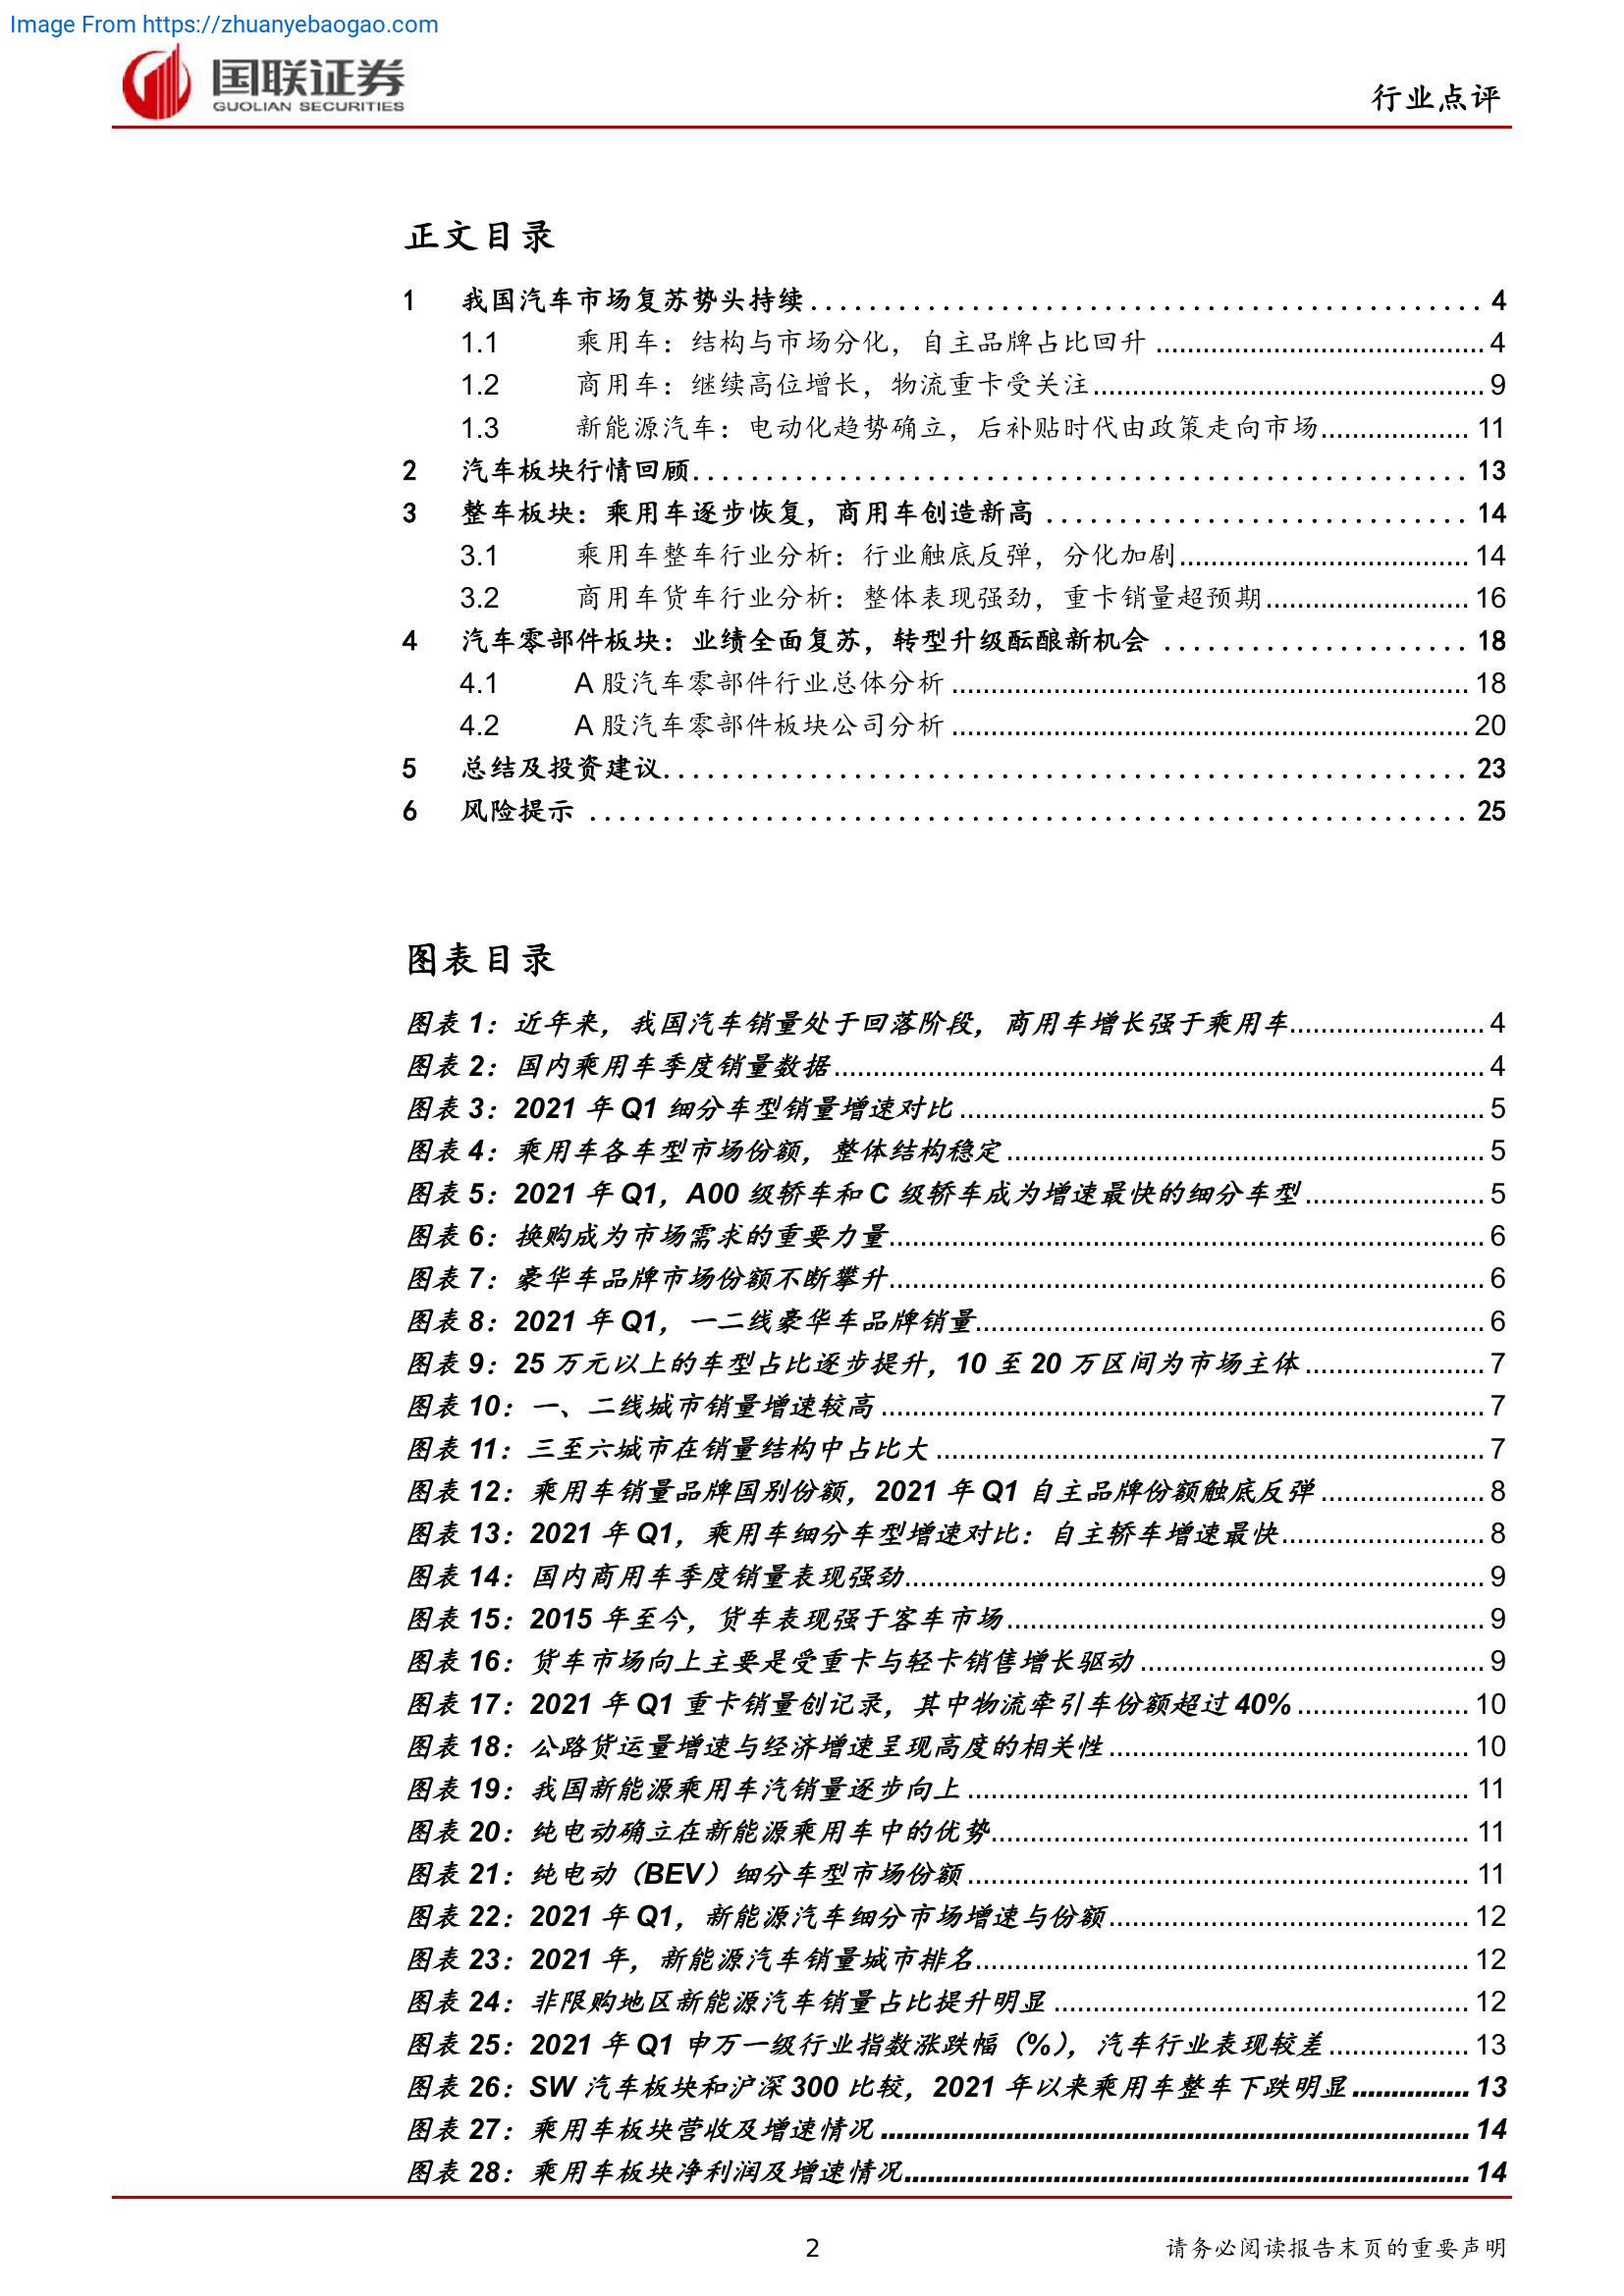 Image From https://zhuanyebaogao.com
国联证券
GUOLIAN SECURITIES
行业点评
正文目录
1 我国汽车市场复苏势头持续 4
1.1 乘用车：结构与市场分化，自主品牌占比回升 4
1.2 商用车：继续高位增长，物流重卡受关注 9
1.3 新能源汽车：电动化趋势确立，后补贴时代由政策走向市场 11
2 汽车板块行情回顾 13
3 整车板块：乘用车逐步恢复，商用车创造新高 14
3.1 乘用车整车行业分析：行业触底反弹，分化加剧 14
3.2 商用车货车行业分析：整体表现强劲，重卡销量超预期 16
4 汽车零部件板块：业绩全面复苏，转型升级酝酿新机会 18
4.1 A 股汽车零部件行业总体分析 18
4.2 A 股汽车零部件板块公司分析 20
5 总结及投资建议 23
6 风险提示 25
图表目录
图表 1：近年来，我国汽车销量处于回落阶段，商用车增长强于乘用车 4
图表 2：国内乘用车季度销量数据 4
图表 3：2021 年 Q1 细分车型销量增速对比 5
图表 4：乘用车各车型市场份额，整体结构稳定 5
图表 5：2021 年 Q1，A00 级轿车和 C 级轿车成为增速最快的细分车型 5
图表 6：换购成为市场需求的重要力量 6
图表 7：豪华车品牌市场份额不断攀升 6
图表 8：2021 年 Q1，一二线豪华车品牌销量 6
图表 9：25 万元以上的车型占比逐步提升，10 至 20 万区间为市场主体 7
图表 10：一、二线城市销量增速较高 7
图表 11：三至六城市在销量结构中占比大 7
图表 12：乘用车销量品牌国别份额，2021 年 Q1 自主品牌份额触底反弹 8
图表 13：2021 年 Q1，乘用车细分车型增速对比：自主轿车增速最快 8
图表 14：国内商用车季度销量表现强劲 9
图表 15：2015 年至今，货车表现强于客车市场 9
图表 16：货车市场向上主要是受重卡与轻卡销售增长驱动 9
图表 17：2021 年 Q1 重卡销量创记录，其中物流牵引车份额超过 40% 10
图表 18：公路货运量增速与经济增速呈现高度的相关性 10
图表 19：我国新能源乘用车汽销量逐步向上 11
图表 20：纯电动确立在新能源乘用车中的优势 11
图表 21：纯电动（BEV）细分车型市场份额 11
图表 22：2021 年 Q1，新能源汽车细分市场增速与份额 12
图表 23：2021 年，新能源汽车销量城市排名 12
图表 24：非限购地区新能源汽车销量占比提升明显 12
图表 25：2021 年 Q1 申万一级行业指数涨跌幅（%），汽车行业表现较差 13
图表 26：SW 汽车板块和沪深 300 比较，2021 年以来乘用车整车下跌明显 13
图表 27：乘用车板块营收及增速情况 14
图表 28：乘用车板块净利润及增速情况 14
2
请务必阅读报告末页的重要声明